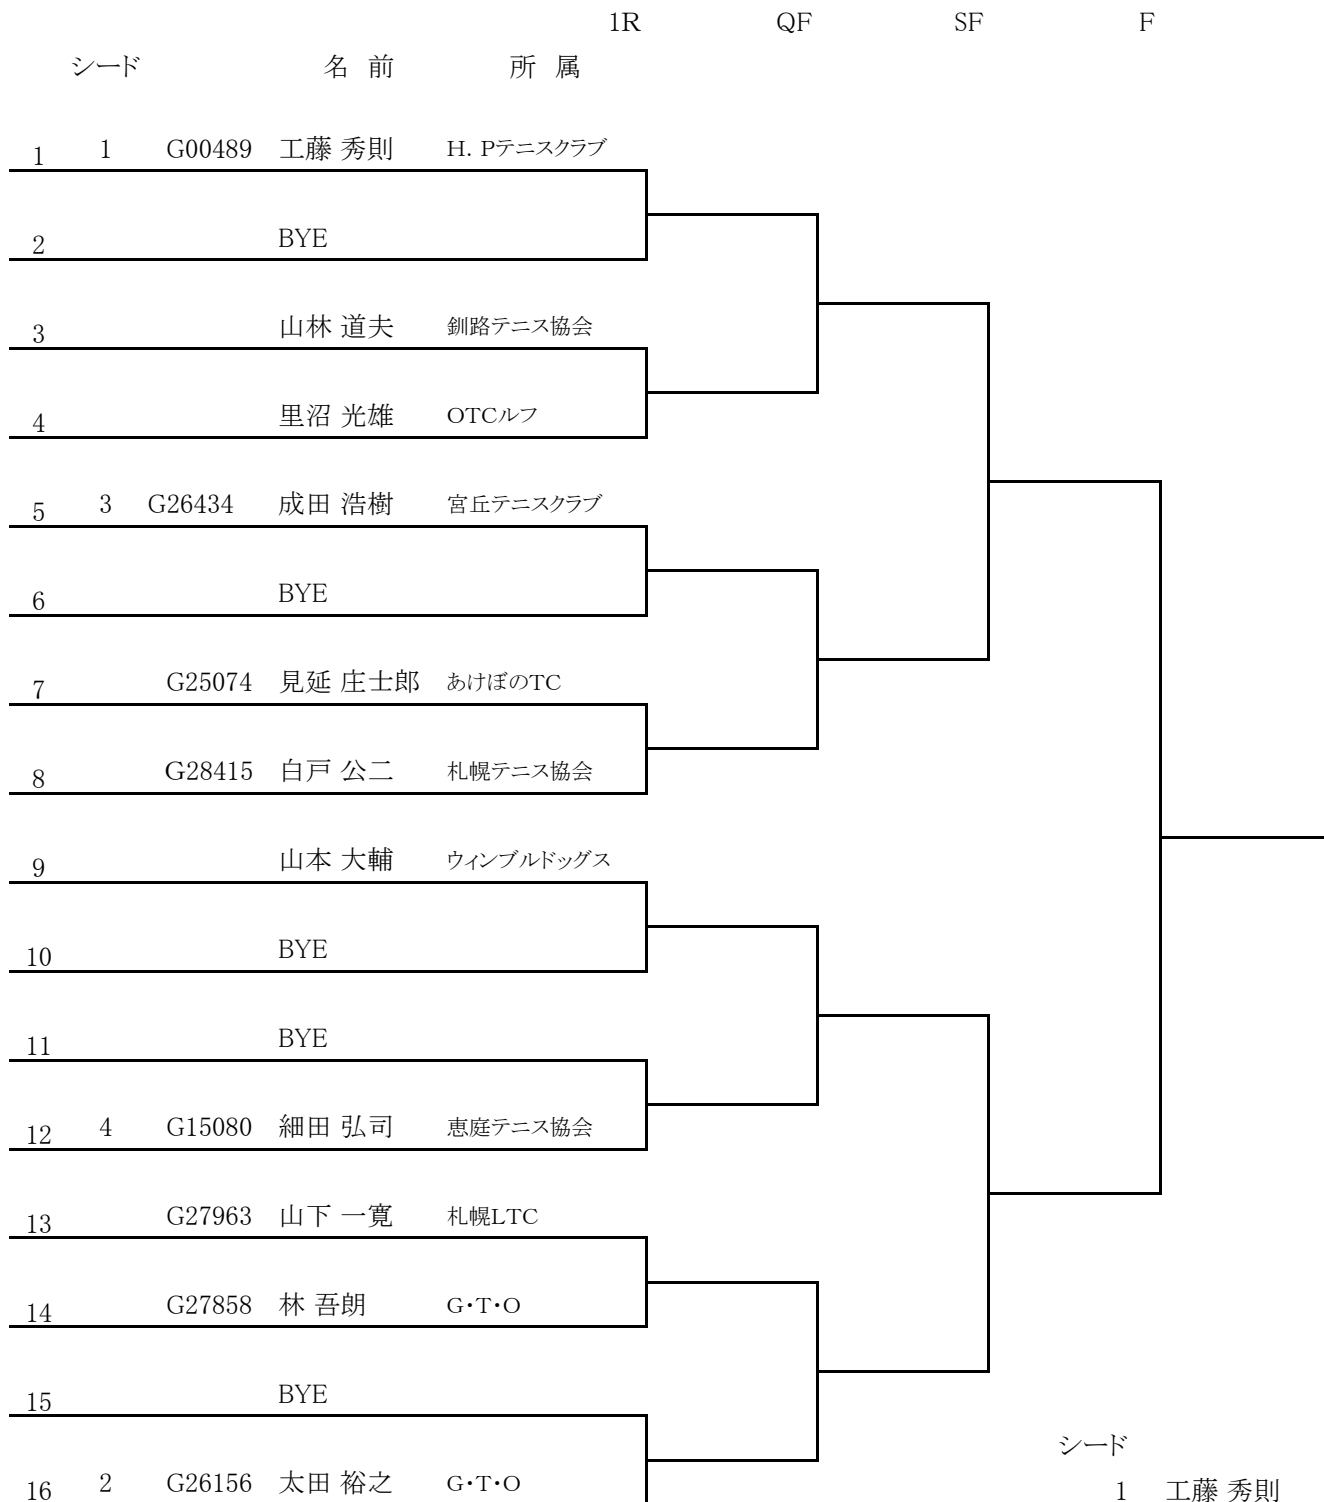 1R QF SF F
シード 名 前 所 属
1 1 G00489 工藤 秀則 H. Pテニスクラブ
2 BYE
3 山林 道夫 釧路テニス協会
4 里沼 光雄 OTCルフ
5 3 G26434 成田 浩樹 宮丘テニスクラブ
6 BYE
7 G25074 見延 庄士郎 あけぼのTC
8 G28415 白戸 公二 札幌テニス協会
9 山本 大輔 ウィンブルドッグス
10 BYE
11 BYE
12 4 G15080 細田 弘司 恵庭テニス協会
13 G27963 山下 一寛 札幌LTC
14 G27858 林 吾朗 G・T・O
15 BYE
シード
16 2 G26156 太田 裕之 G・T・O
1 工藤 秀則